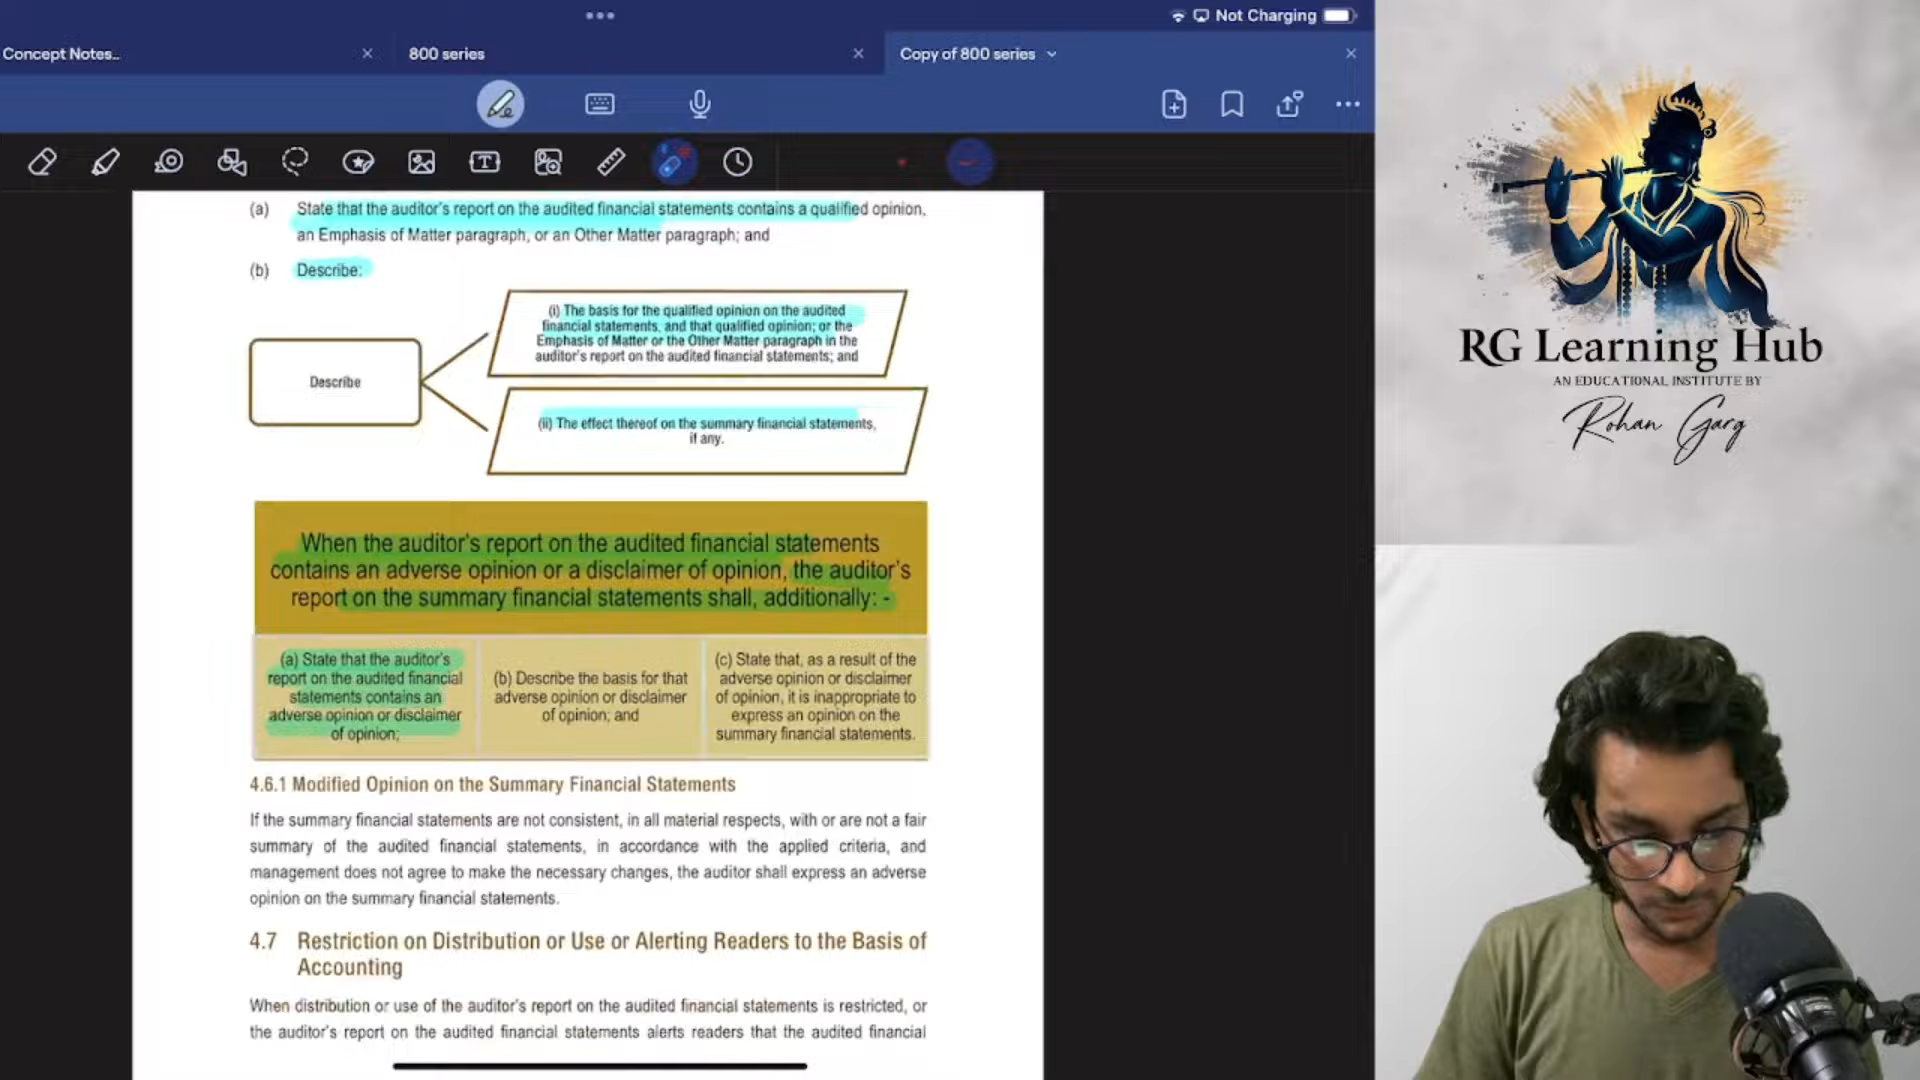 Not Charging
Concept Notes..
800 series
Copy of 800 series
(a) State that the auditor's report on the audited financial statements contains a qualified opinion,
an Emphasis of Matter paragraph, or an Other Matter paragraph; and
(b) Describe:
Describe
(i) The basis for the qualified opinion on the audited
financial statements, and that qualified opinion; or the
Emphasis of Matter or the Other Matter paragraph in the
auditor's report on the audited financial statements; and
(ii) The effect thereof on the summary financial statements,
if any.
When the auditor's report on the audited financial statements
contains an adverse opinion or a disclaimer of opinion, the auditor's
report on the summary financial statements shall, additionally: -
(a) State that the auditor's
report on the audited financial
statements contains an
adverse opinion or disclaimer
of opinion;
(b) Describe the basis for that
adverse opinion or disclaimer
of opinion; and
(c) State that, as a result of the
adverse opinion or disclaimer
of opinion, it is inappropriate to
express an opinion on the
summary financial statements.
4.6.1 Modified Opinion on the Summary Financial Statements
If the summary financial statements are not consistent, in all material respects, with or are not a fair
summary of the audited financial statements, in accordance with the applied criteria, and
management does not agree to make the necessary changes, the auditor shall express an adverse
opinion on the summary financial statements.
4.7 Restriction on Distribution or Use or Alerting Readers to the Basis of
Accounting
When distribution or use of the auditor's report on the audited financial statements is restricted, or
the auditor's report on the audited financial statements alerts readers that the audited financial
RG Learning Hub
AN EDUCATIONAL INSTITUTE BY
Rohan Garg